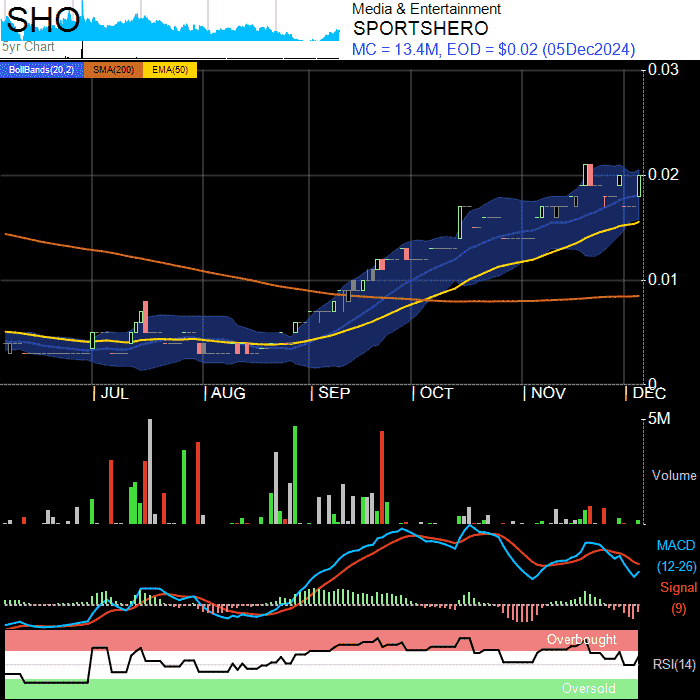 SHO
5yr Chart
Media & Entertainment
SPORTSHERO
MC = 13.4M, EOD = $0.02 (05Dec2024)
BollBands(20,2) SMA(200) EMA(50)
0.03
0.02
0.01
0
JUL AUG SEP OCT NOV DEC
5M
Volume
MACD
(12-26)
Signal
(9)
Overbought
RSI(14)
Oversold